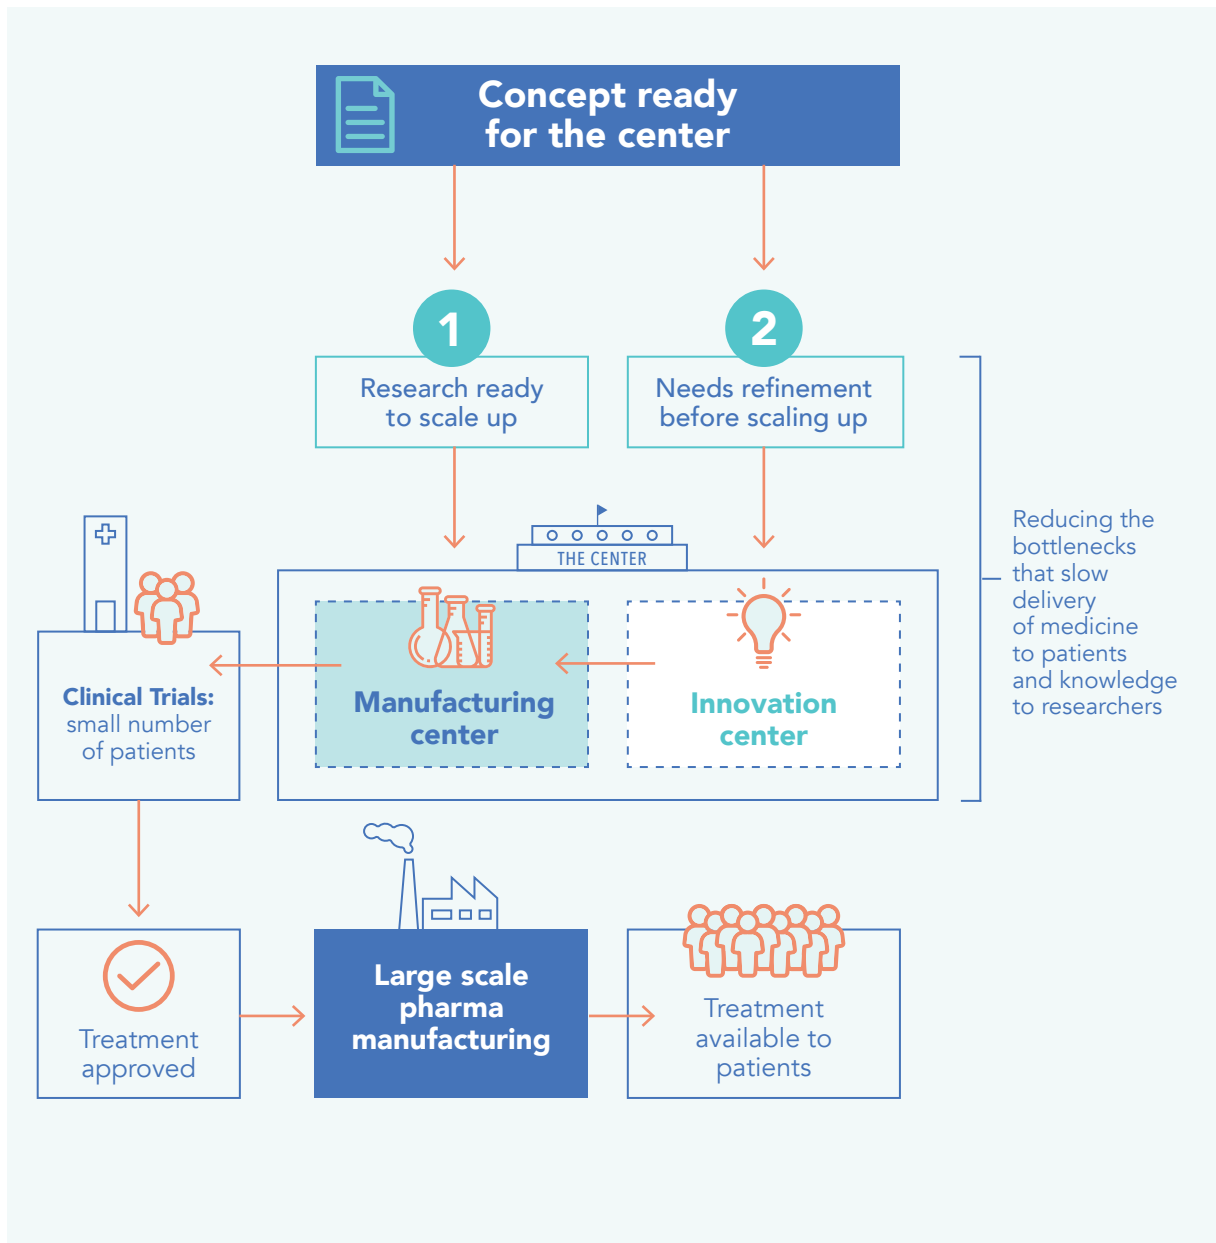 Concept ready
for the center
1
2
Research ready
to scale up
Needs refinement
before scaling up
THE CENTER
Reducing the
bottlenecks
that slow
delivery
of medicine
to patients
and knowledge
to researchers
Clinical Trials:
small number
of patients
Manufacturing
center
Innovation
center
Treatment
approved
Large scale
pharma
manufacturing
Treatment
available to
patients